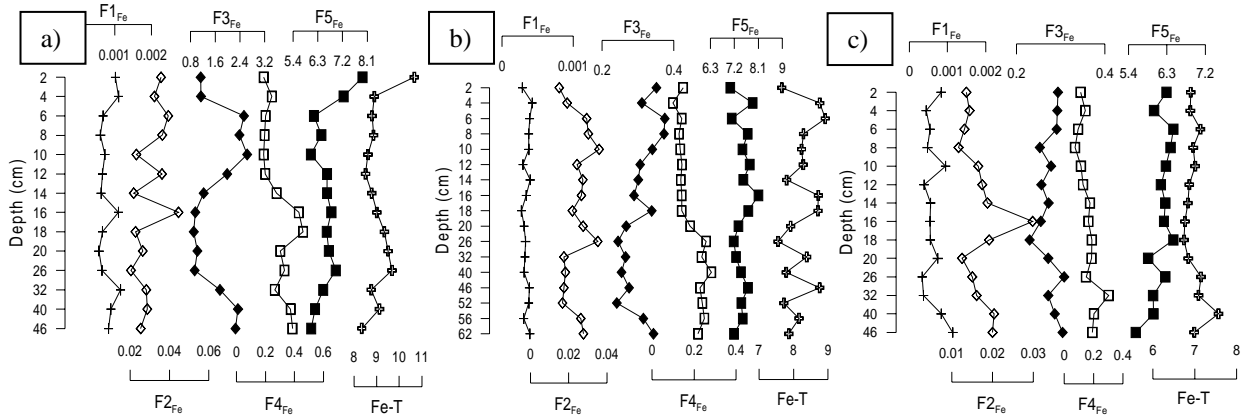 a)
F1Fe
0.001 0.002
F3Fe
0.8 1.6 2.4 3.2
F5Fe
5.4 6.3 7.2 8.1
Depth (cm)
2
4
6
8
10
12
14
16
18
20
26
32
40
46
0.02 0.04 0.06
F2Fe
0 0.2 0.4 0.6
F4Fe
8 9 10 11
Fe-T
b)
F1Fe
0 0.001
F3Fe
0.2 0.4
F5Fe
6.3 7.2 8.1 9
Depth (cm)
2
4
6
8
10
12
14
16
18
20
26
32
40
46
52
56
62
0 0.02 0.04
F2Fe
0 0.2 0.4
F4Fe
7 8 9
Fe-T
c)
F1Fe
0 0.001 0.002
F3Fe
0.2 0.4
F5Fe
5.4 6.3 7.2
Depth (cm)
2
4
6
8
10
12
14
16
18
20
26
32
40
46
0.01 0.02 0.03
F2Fe
0 0.2 0.4
F4Fe
6 7 8
Fe-T